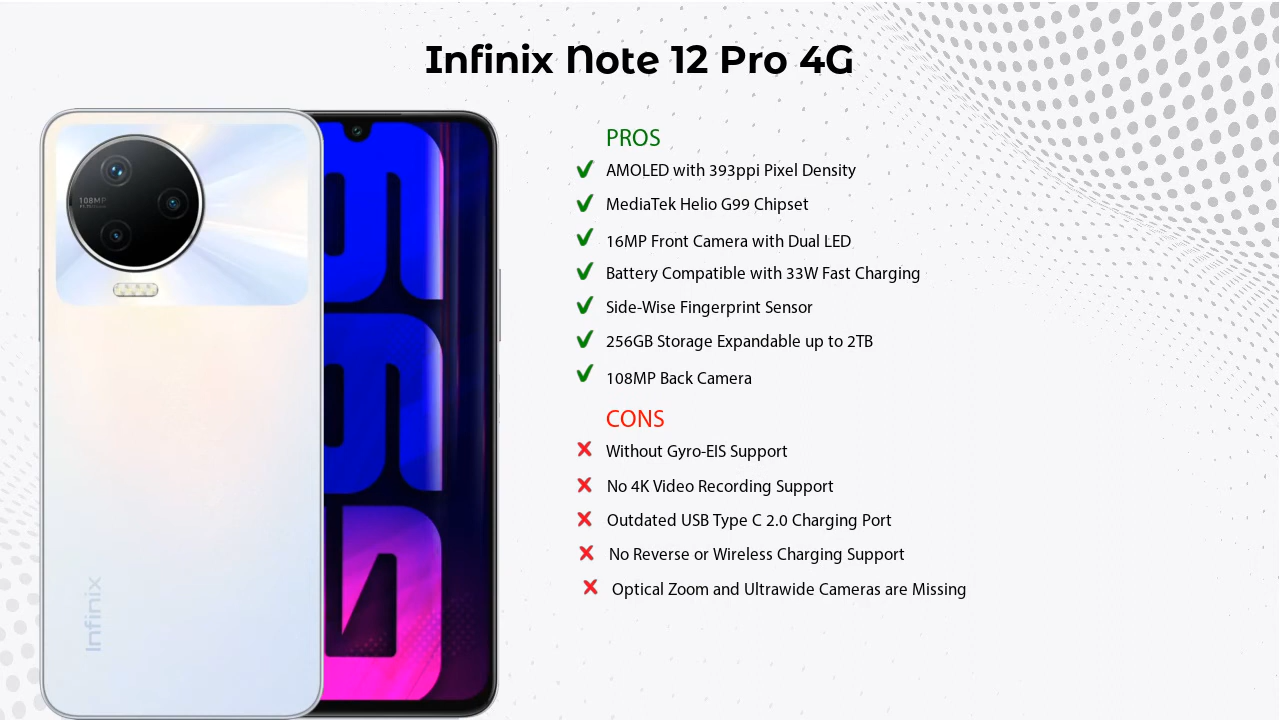 Infinix Note 12 Pro 4G
108MP
Infinix
PROS
AMOLED with 393ppi Pixel Density
MediaTek Helio G99 Chipset
16MP Front Camera with Dual LED
Battery Compatible with 33W Fast Charging
Side-Wise Fingerprint Sensor
256GB Storage Expandable up to 2TB
108MP Back Camera
CONS
Without Gyro-EIS Support
No 4K Video Recording Support
Outdated USB Type C 2.0 Charging Port
No Reverse or Wireless Charging Support
Optical Zoom and Ultrawide Cameras are Missing